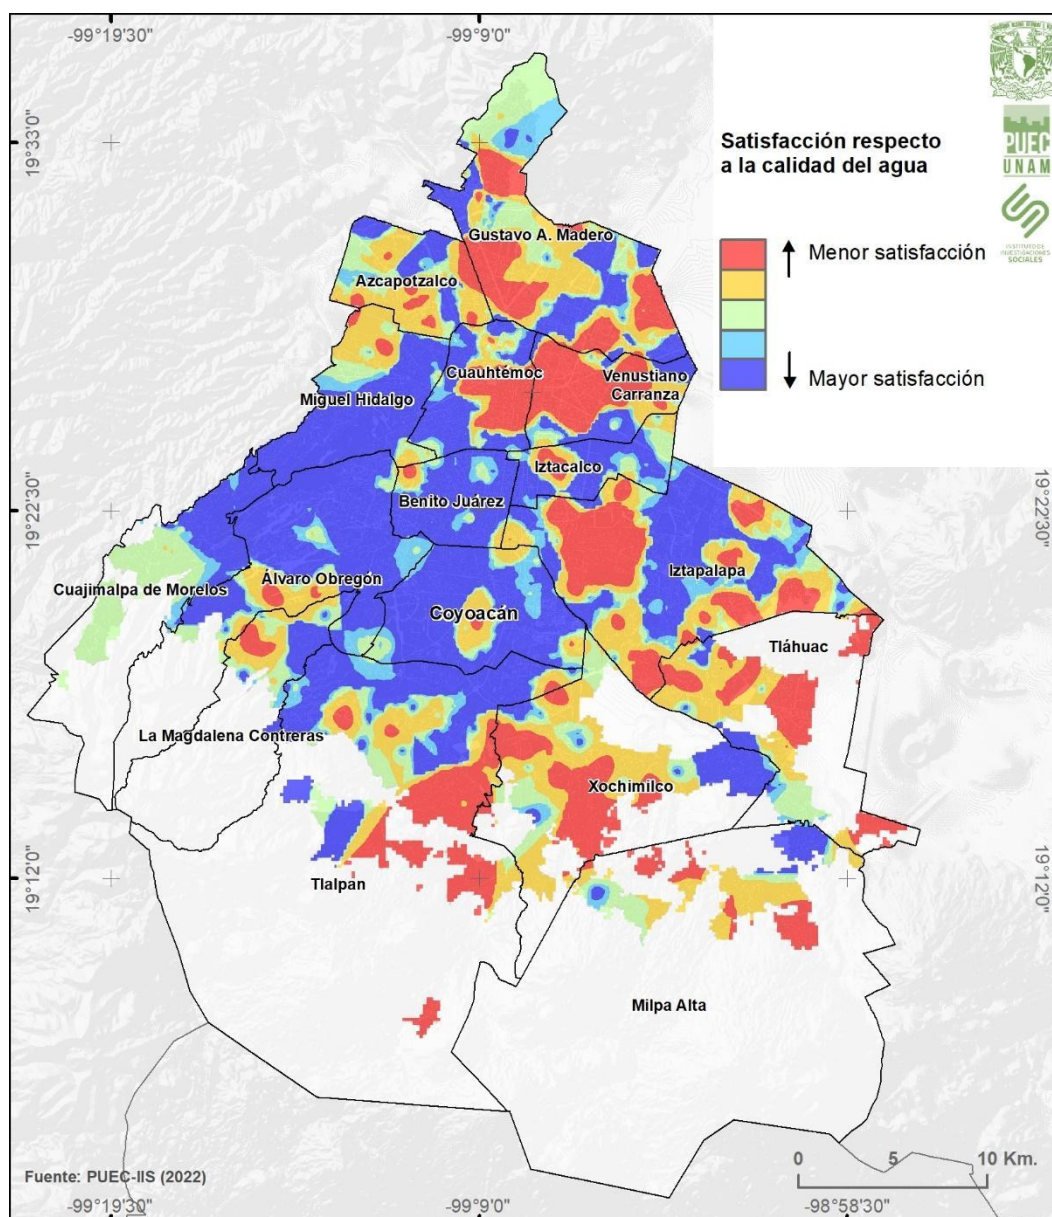 -99°19'30"
-99°9'0"
19°33'0"
Satisfacción respecto
a la calidad del agua
PUEC
UNAM
INSTITUTO DE
INVESTIGACIONES
SOCIALES
Menor satisfacción
Mayor satisfacción
Gustavo A. Madero
Azcapotzalco
Cuauhtémoc
Venustiano
Carranza
Miguel Hidalgo
Iztacalco
Benito Juárez
19°22'30"
19°22'30"
Cuajimalpa de Morelos
Álvaro Obregón
Iztapalapa
Coyoacán
Tláhuac
La Magdalena Contreras
Xochimilco
19°12'0"
19°12'0"
Tlalpan
Milpa Alta
Fuente: PUEC-IIS (2022)
0 5 10 Km.
-99°19'30"
-99°9'0"
-98°58'30"